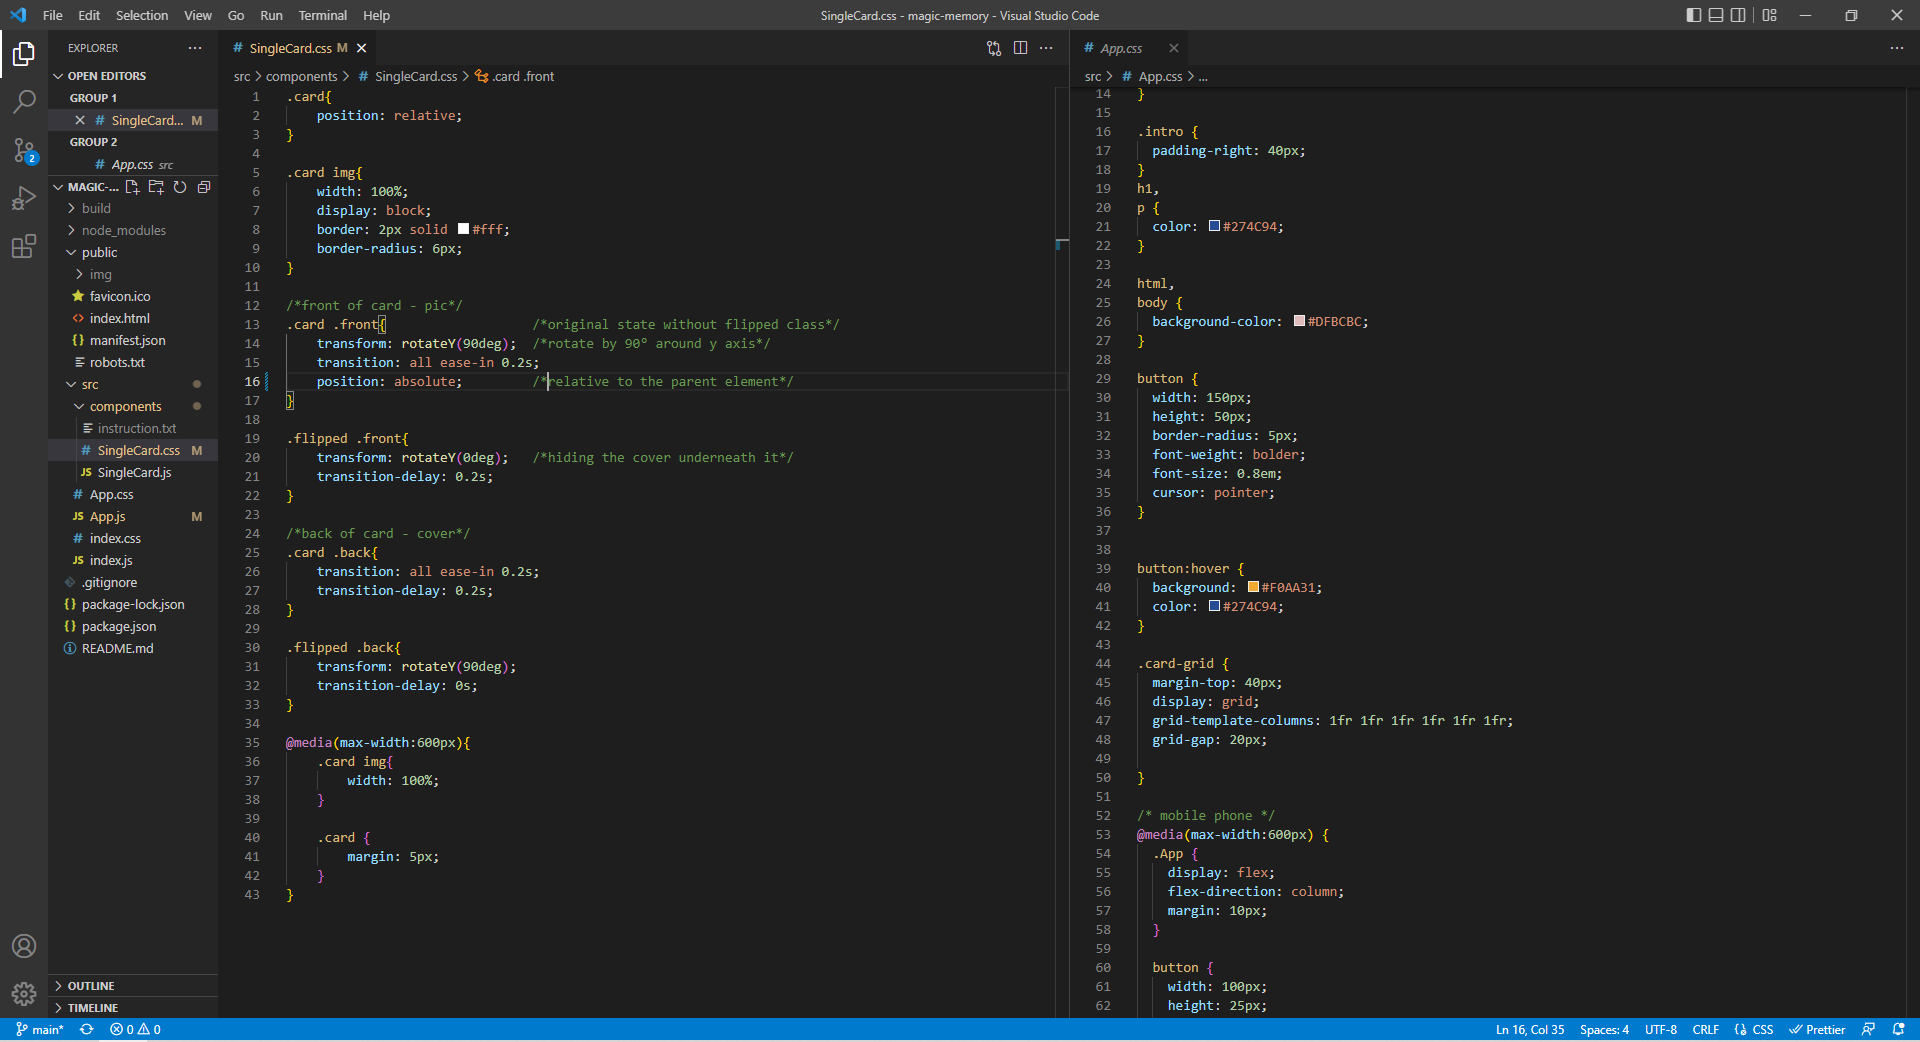 File Edit Selection View Go Run Terminal Help
SingleCard.css - magic-memory - Visual Studio Code
EXPLORER
OPEN EDITORS
GROUP 1
SingleCard... M
GROUP 2
App.css src
MAGIC-...
build
node_modules
public
img
favicon.ico
index.html
manifest.json
robots.txt
src
components
instruction.txt
SingleCard.css M
SingleCard.js
App.css
App.js M
index.css
index.js
.gitignore
package-lock.json
package.json
README.md
OUTLINE
TIMELINE
2
# SingleCard.css M
src > components > # SingleCard.css > .card .front
1 .card{
2 position: relative;
3 }
4
5 .card img{
6 width: 100%;
7 display: block;
8 border: 2px solid #fff;
9 border-radius: 6px;
10 }
11
12 /*front of card - pic*/
13 .card .front{ /*original state without flipped class*/
14 transform: rotateY(90deg); /*rotate by 90° around y axis*/
15 transition: all ease-in 0.2s;
16 position: absolute; /*relative to the parent element*/
17 }
18
19 .flipped .front{
20 transform: rotateY(0deg); /*hiding the cover underneath it*/
21 transition-delay: 0.2s;
22 }
23
24 /*back of card - cover*/
25 .card .back{
26 transition: all ease-in 0.2s;
27 transition-delay: 0.2s;
28 }
29
30 .flipped .back{
31 transform: rotateY(90deg);
32 transition-delay: 0s;
33 }
34
35 @media(max-width:600px){
36 .card img{
37 width: 100%;
38 }
39
40 .card {
41 margin: 5px;
42 }
43 }
# App.css
src > # App.css > ...
14 }
15
16 .intro {
17 padding-right: 40px;
18 }
19 h1,
20 p {
21 color: #274C94;
22 }
23
24 html,
25 body {
26 background-color: #DFBCBC;
27 }
28
29 button {
30 width: 150px;
31 height: 50px;
32 border-radius: 5px;
33 font-weight: bolder;
34 font-size: 0.8em;
35 cursor: pointer;
36 }
37
38
39 button:hover {
40 background: #F0AA31;
41 color: #274C94;
42 }
43
44 .card-grid {
45 margin-top: 40px;
46 display: grid;
47 grid-template-columns: 1fr 1fr 1fr 1fr 1fr 1fr;
48 grid-gap: 20px;
49
50 }
51
52 /* mobile phone */
53 @media(max-width:600px) {
54 .App {
55 display: flex;
56 flex-direction: column;
57 margin: 10px;
58 }
59
60 button {
61 width: 100px;
62 height: 25px;
main* 0 0
Ln 16, Col 35 Spaces: 4 UTF-8 CRLF CSS Prettier